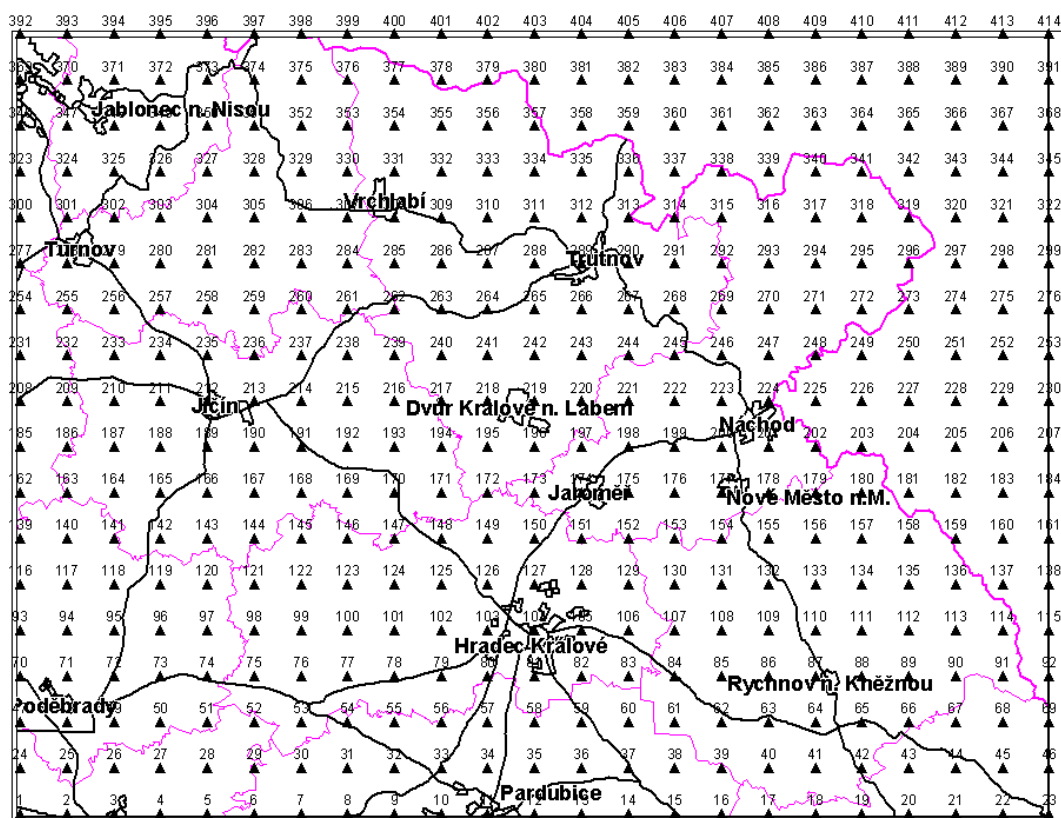 392 393 394 395 396 397 398 399 400 401 402 403 404 405 406 407 408 409 410 411 412 413 414
369 370 371 372 373 374 375 376 377 378 379 380 381 382 383 384 385 386 387 388 389 390 391
Jablonec n. Nisou
347 351 352 353 354 355 356 357 358 359 360 361 362 363 364 365 366 367 368
323 324 325 326 327 328 329 330 331 332 333 334 335 336 337 338 339 340 341 342 343 344 345
Vrchlabí
300 301 302 303 304 305 306 309 310 311 312 313 314 315 316 317 318 319 320 321 322
Turnov
277 279 280 281 282 283 284 285 286 287 288 289 290 291 292 293 294 295 296 297 298 299
Trutnov
254 255 256 257 258 259 260 261 262 263 264 265 266 267 268 269 270 271 272 273 274 275 276
231 232 233 234 235 236 237 238 239 240 241 242 243 244 245 246 247 248 249 250 251 252 253
208 209 210 211 212 213 214 215 216 217 218 219 220 221 222 223 224 225 226 227 228 229 230
Jičín
Dvůr Králové n. Labem
Náchod
185 186 187 188 189 190 191 192 193 194 195 196 197 198 199 200 202 203 204 205 206 207
162 163 164 165 166 167 168 169 170 171 172 173 174 175 176 177 178 179 180 181 182 183 184
Jaroměř
Nové Město n.M.
139 140 141 142 143 144 145 146 147 148 149 150 151 152 153 154 155 156 157 158 159 160 161
116 117 118 119 120 121 122 123 124 125 126 127 128 129 130 131 132 133 134 135 136 137 138
93 94 95 96 97 98 99 100 101 102 103 104 105 106 107 108 109 110 111 112 113 114 115
Hradec Králové
70 71 72 73 74 75 76 77 78 79 80 81 82 83 84 85 86 87 88 89 90 91 92
Rychnov n. Kněžnou
oděbrady
49 50 51 52 53 54 55 56 57 58 59 60 61 62 63 64 65 66 67 68 69
24 25 26 27 28 29 30 31 32 33 34 35 36 37 38 39 40 41 42 43 44 45 46
Pardubice
1 2 3 4 5 6 7 8 9 10 12 13 14 15 16 17 18 19 20 21 22 23